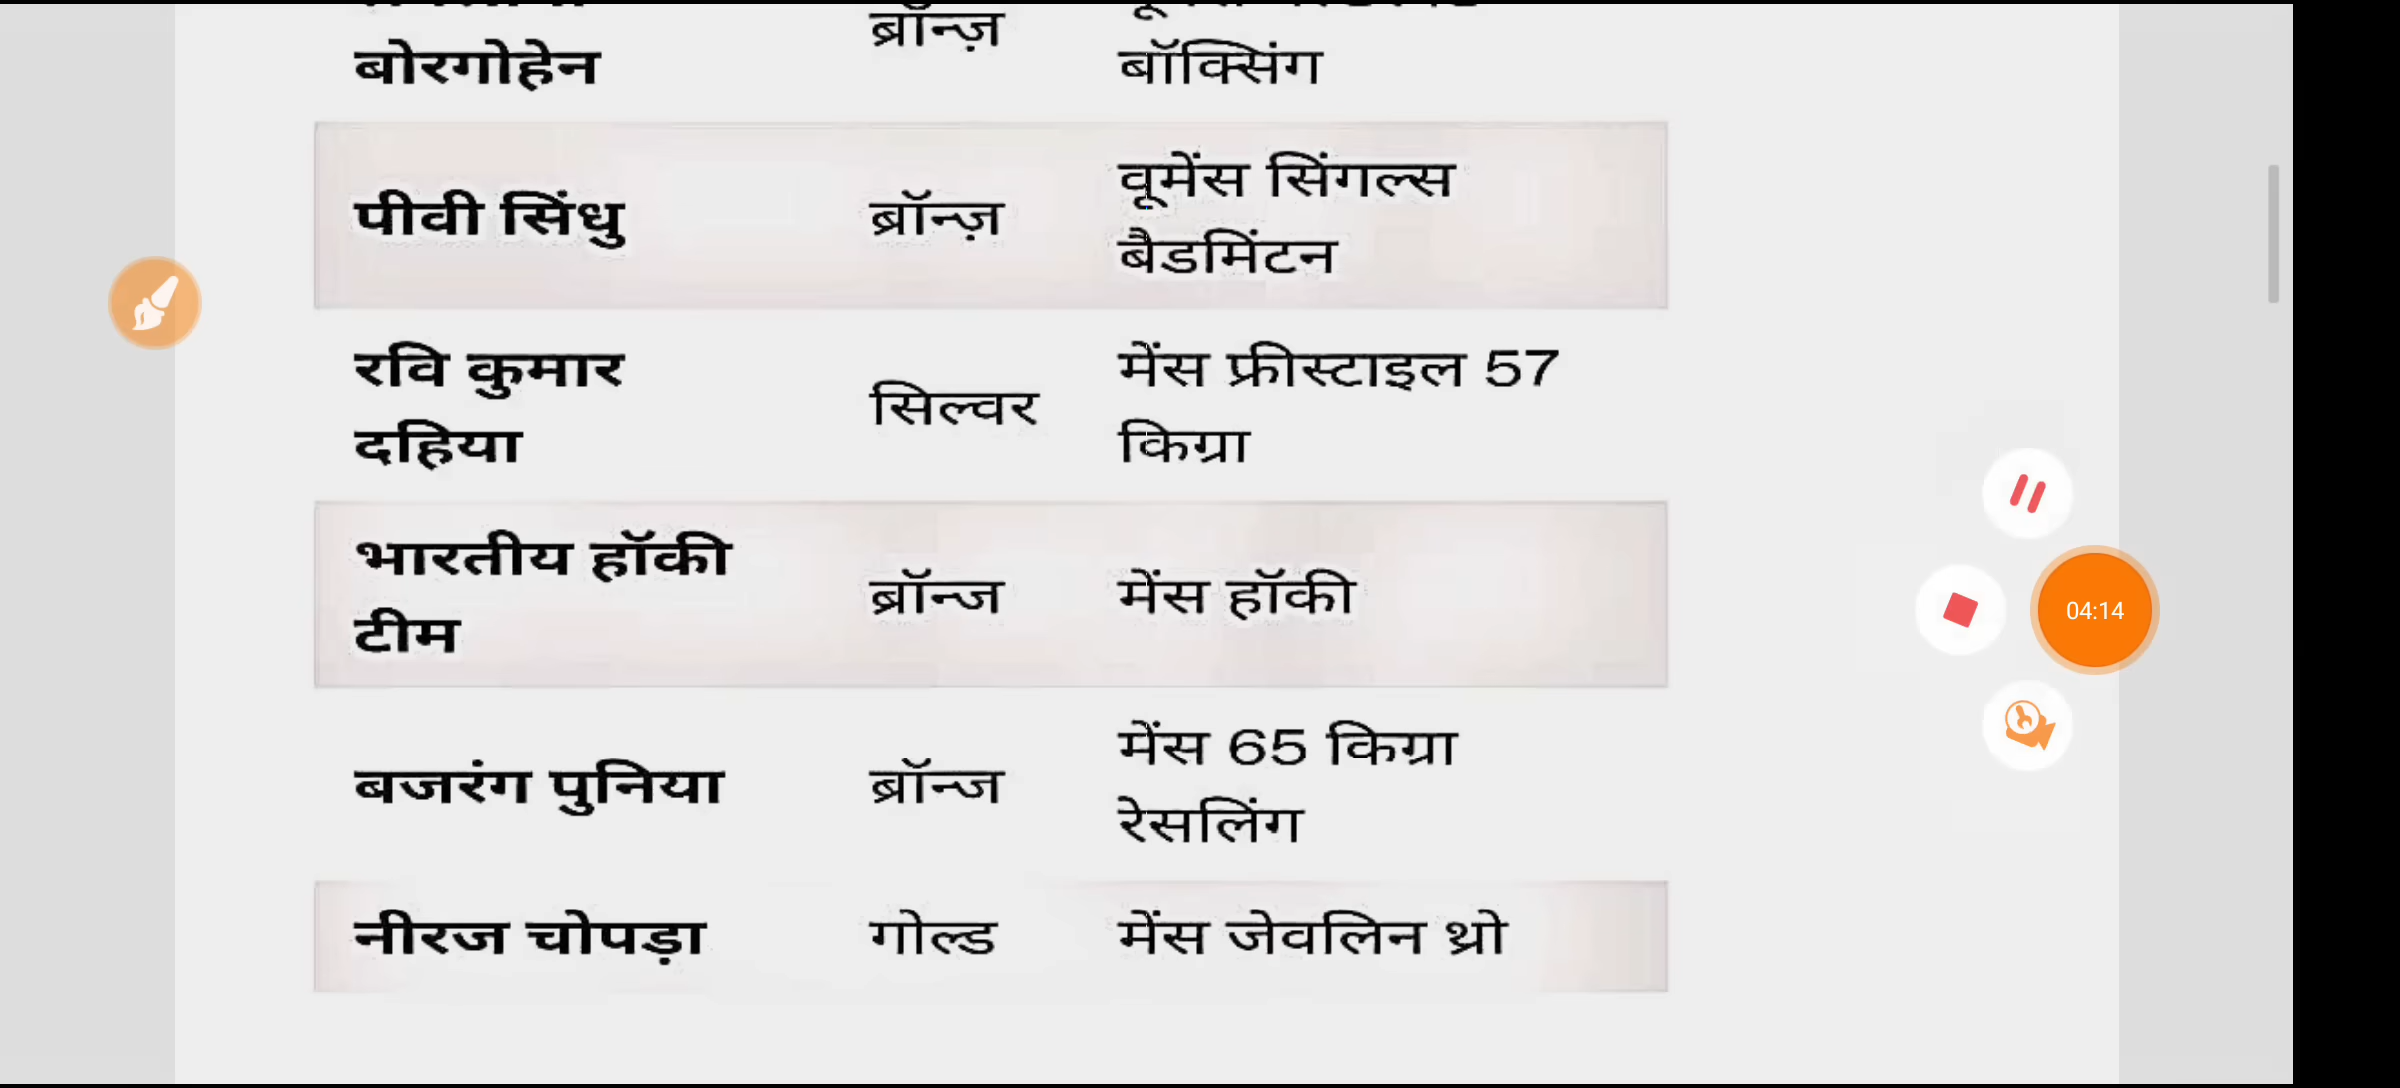 ब्रॉन्ज़
बोरगोहेन
बॉक्सिंग
पीवी सिंधु
ब्रॉन्ज़
वूमेंस सिंगल्स
बैडमिंटन
रवि कुमार
दहिया
सिल्वर
मेंस फ्रीस्टाइल 57
किग्रा
भारतीय हॉकी
टीम
ब्रॉन्ज
मेंस हॉकी
बजरंग पुनिया
ब्रॉन्ज
मेंस 65 किग्रा
रेसलिंग
नीरज चोपड़ा
गोल्ड
मेंस जेवलिन थ्रो
04:14